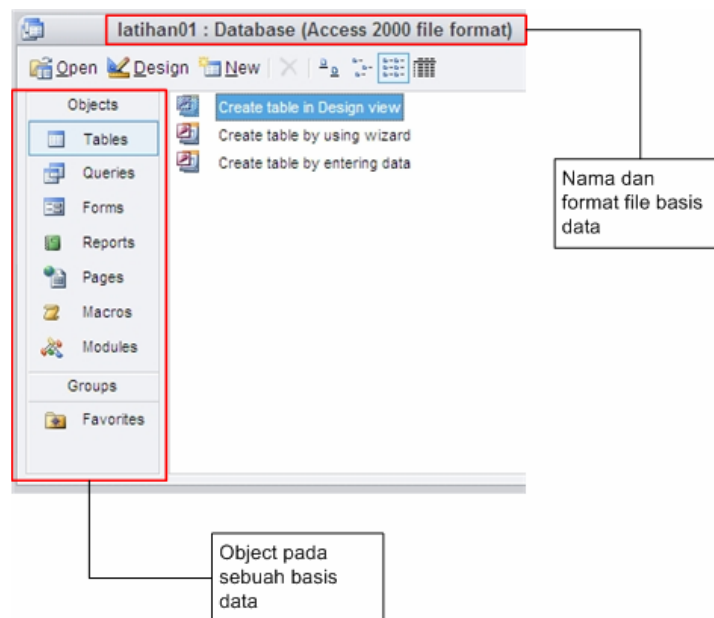 latihan01 : Database (Access 2000 file format)
Open Design New
Objects
Tables
Queries
Forms
Reports
Pages
Macros
Modules
Groups
Favorites
Create table in Design view
Create table by using wizard
Create table by entering data
Nama dan
format file basis
data
Object pada
sebuah basis
data